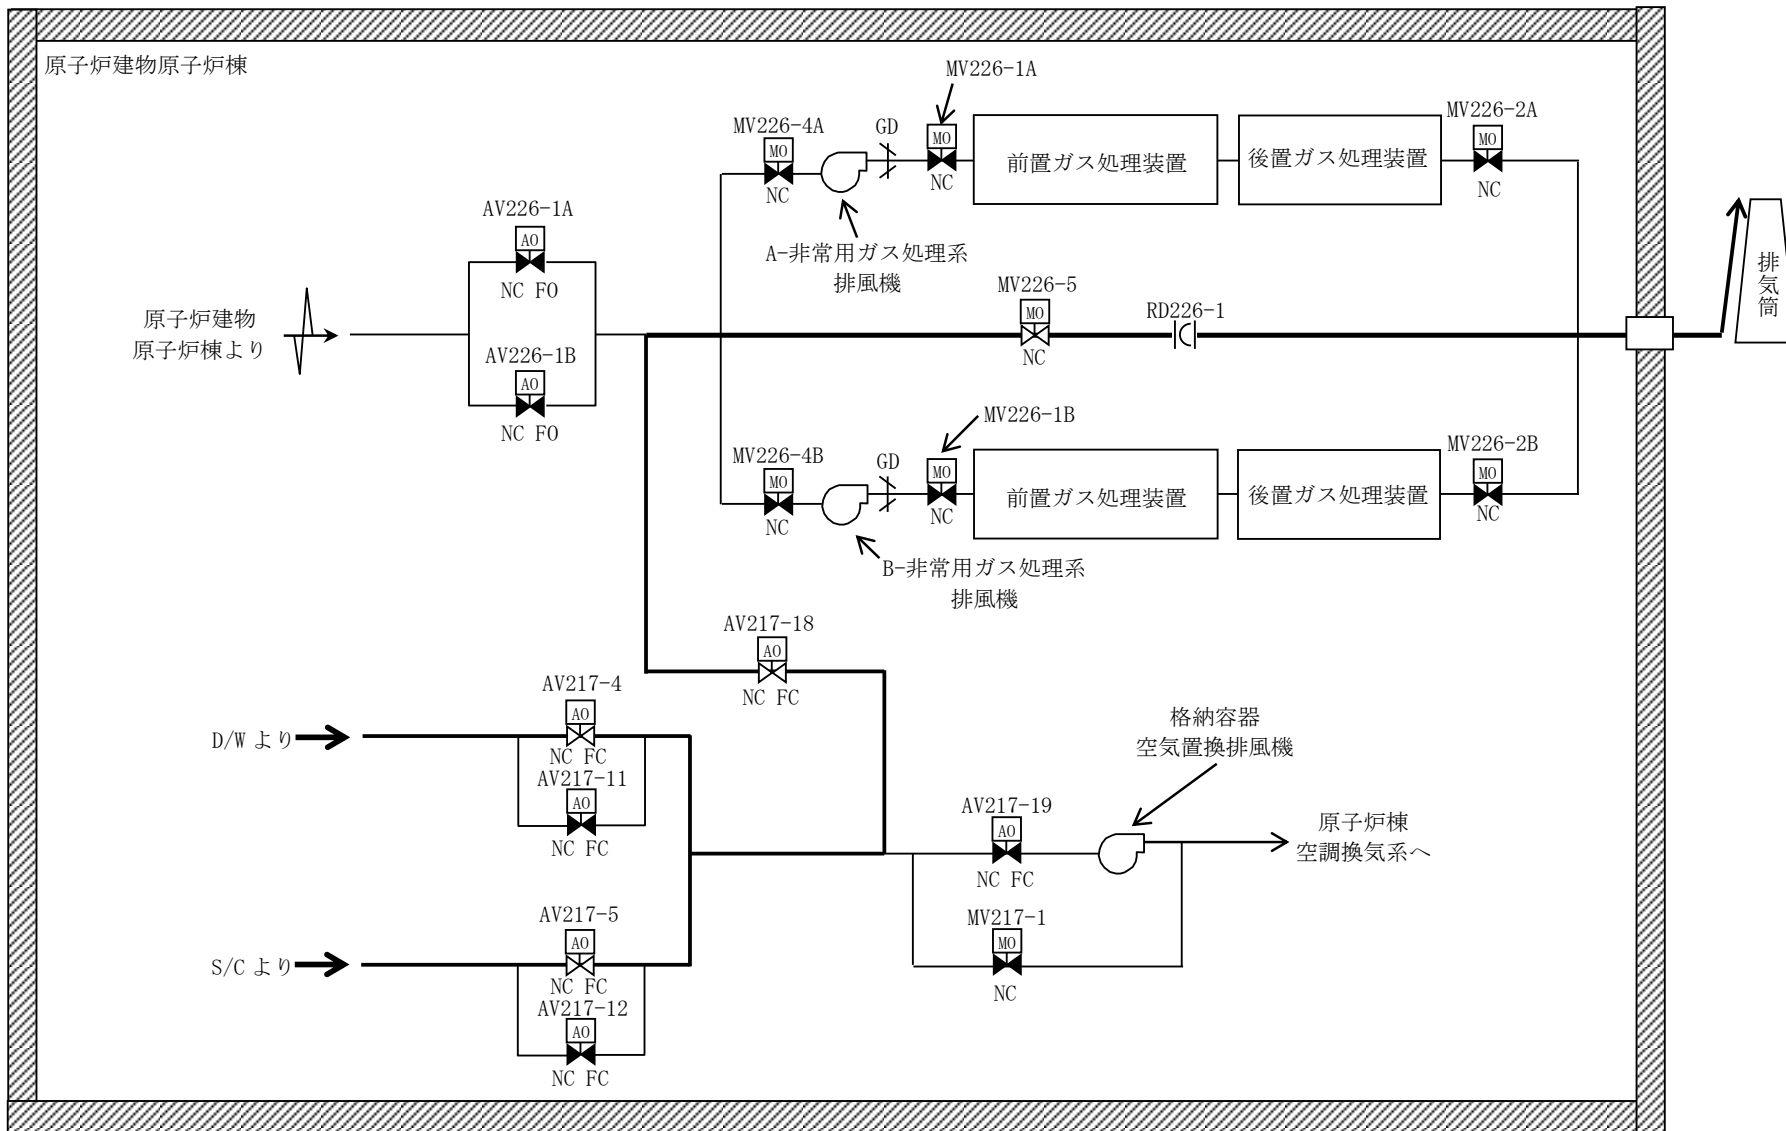 原子炉建物原子炉棟
MV226-1A
MV226-4A
MO
NC
GD
MO
NC
前置ガス処理装置
後置ガス処理装置
MV226-2A
MO
NC
A-非常用ガス処理系
排風機
AV226-1A
AO
NC FO
原子炉建物
原子炉棟より
AV226-1B
AO
NC FO
MV226-5
MO
NC
RD226-1
排
気
筒
MV226-1B
MV226-4B
MO
NC
GD
MO
NC
前置ガス処理装置
後置ガス処理装置
MV226-2B
MO
NC
B-非常用ガス処理系
排風機
AV217-18
AO
NC FC
D/W より
AV217-4
AO
NC FC
AV217-11
AO
NC FC
格納容器
空気置換排風機
AV217-19
AO
NC FC
原子炉棟
空調換気系へ
MV217-1
MO
NC
S/C より
AV217-5
AO
NC FC
AV217-12
AO
NC FC